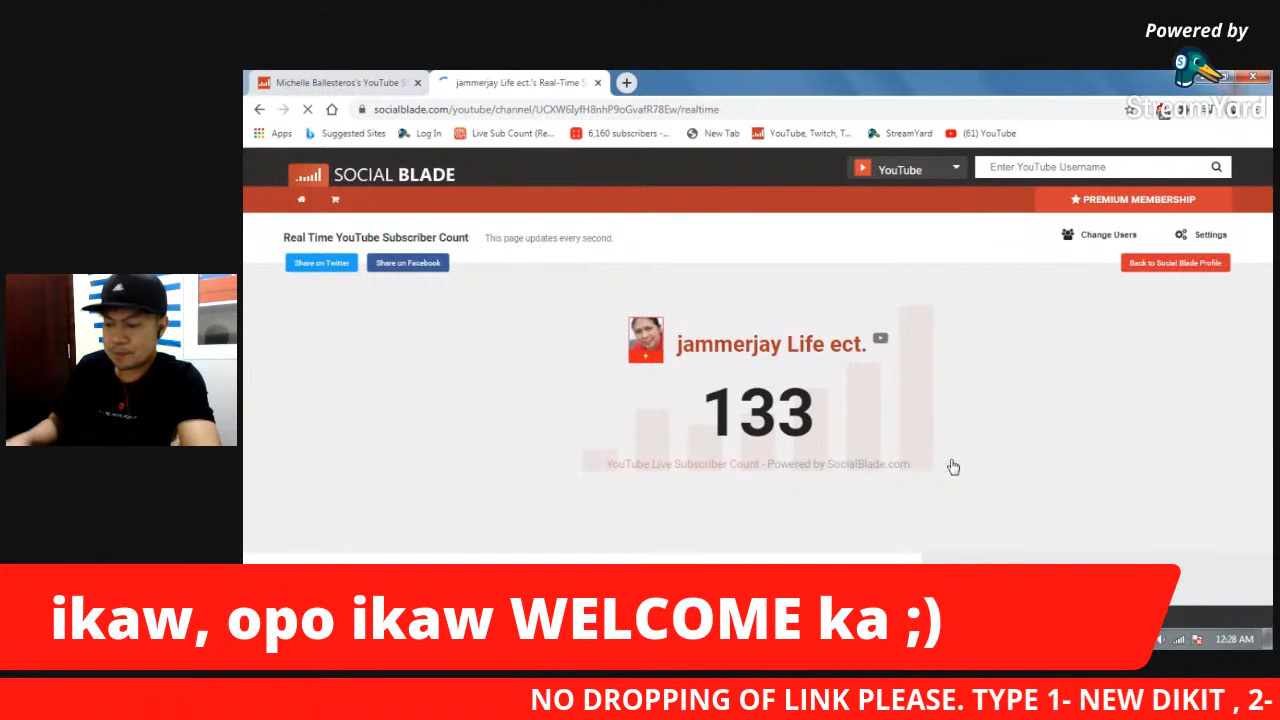 Powered by
StreamYard
Michelle Ballesteros's YouTube S
jammerjay Life ect.'s Real-Time S
socialblade.com/youtube/channel/UCXW6IyfH8nhP9oGvafR78Ew/realtime
Apps
Suggested Sites
Log In
Live Sub Count (Re...
6,160 subscribers -...
New Tab
YouTube, Twitch, T...
StreamYard
(61) YouTube
SOCIAL BLADE
YouTube
Enter YouTube Username
PREMIUM MEMBERSHIP
Real Time YouTube Subscriber Count
This page updates every second.
Change Users
Settings
Share on Twitter
Share on Facebook
Back to Social Blade Profile
jammerjay Life ect.
133
YouTube Live Subscriber Count - Powered by SocialBlade.com
ikaw, opo ikaw WELCOME ka ;)
12:28 AM
NO DROPPING OF LINK PLEASE. TYPE 1- NEW DIKIT , 2-